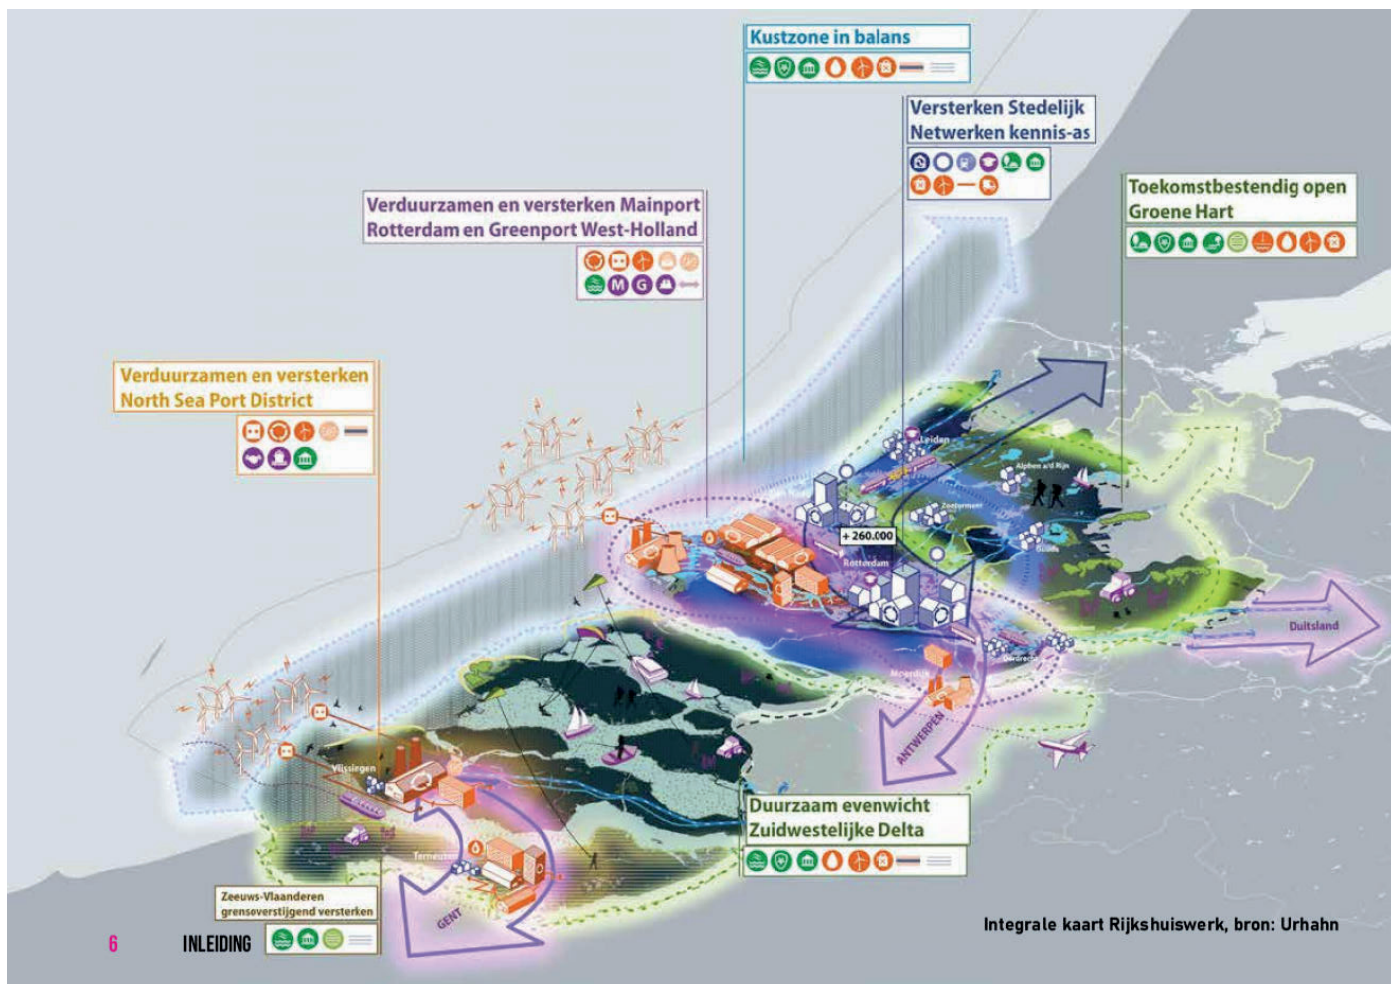 Kustzone in balans
Versterken Stedelijk
Netwerken kennis-as
Toekomstbestendig open
Groene Hart
Verduurzamen en versterken Mainport
Rotterdam en Greenport West-Holland
M G
Verduurzamen en versterken
North Sea Port District
Leiden
Alphen a/d Rijn
Zoetermeer
Gouda
+ 260.000
Rotterdam
Duitsland
Dordrecht
Moerdijk
ANTWERPEN
Vlissingen
Duurzaam evenwicht
Zuidwestelijke Delta
Terneuzen
GENT
Zeeuws-Vlaanderen
grensoverstijgend versterken
Integrale kaart Rijkshuiswerk, bron: Urhahn
6 INLEIDING